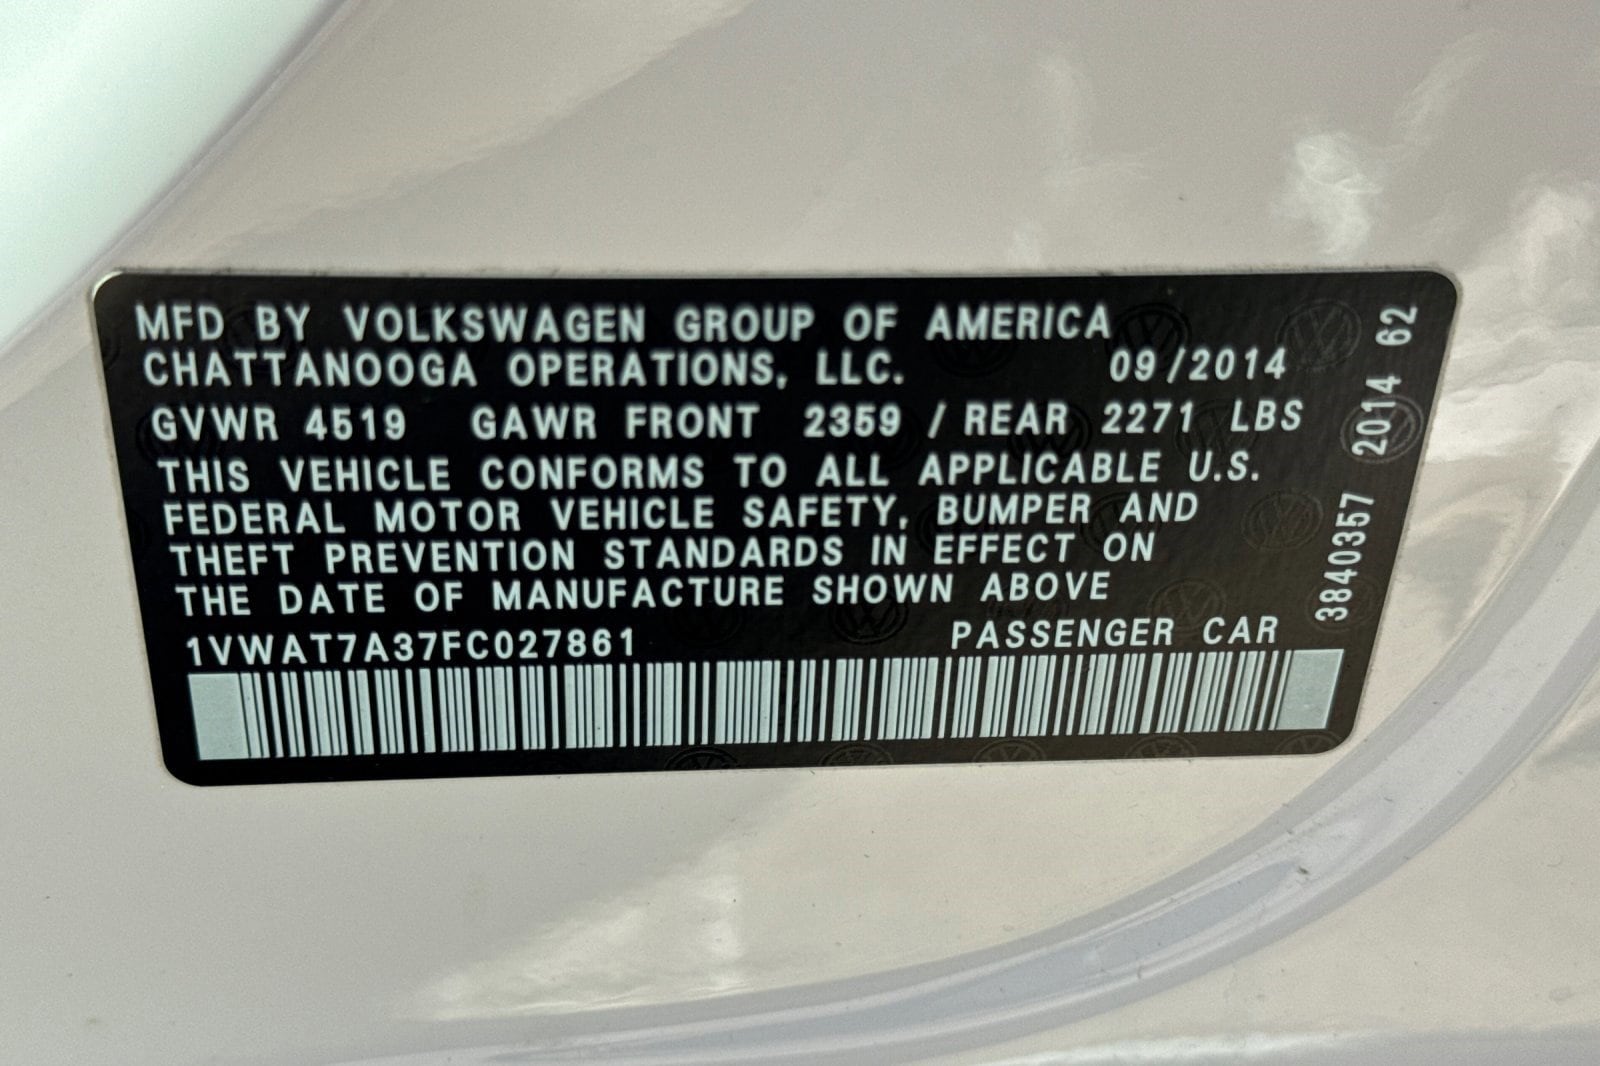 MFD BY VOLKSWAGEN GROUP OF AMERICA
CHATTANOOGA OPERATIONS, LLC. 09/2014
GVWR 4519 GAWR FRONT 2359 / REAR 2271 LBS
THIS VEHICLE CONFORMS TO ALL APPLICABLE U.S.
FEDERAL MOTOR VEHICLE SAFETY, BUMPER AND
THEFT PREVENTION STANDARDS IN EFFECT ON
THE DATE OF MANUFACTURE SHOWN ABOVE
1VWAT7A37FC027861 PASSENGER CAR
3840357 2014 62